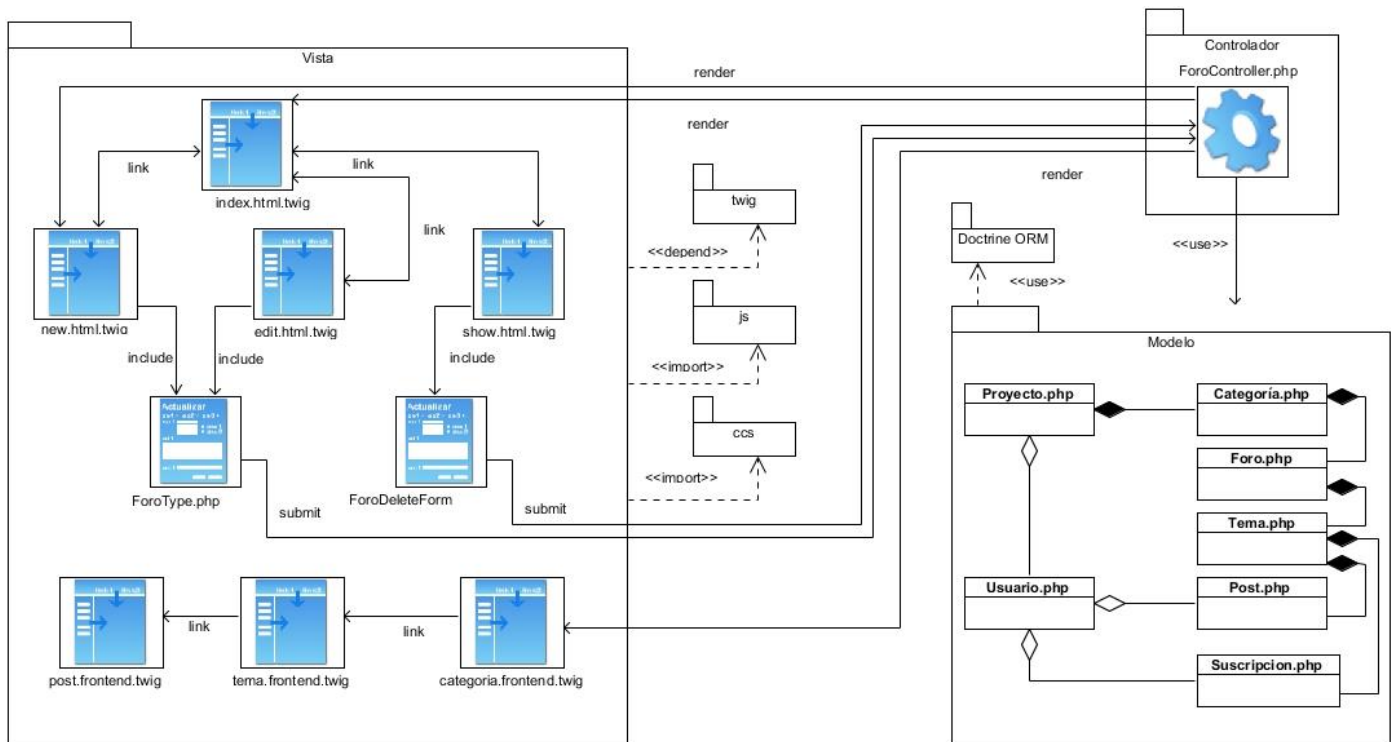 Vista
Controlador
ForoController.php
render
render
render
link
link
link
index.html.twig
new.html.twig
edit.html.twig
show.html.twig
include
include
include
Actualizar
Actualizar
ForoType.php
ForoDeleteForm
submit
submit
post.frontend.twig
link
tema.frontend.twig
link
categoria.frontend.twig
twig
<<depend>>
js
<<import>>
ccs
<<import>>
Doctrine ORM
<<use>>
<<use>>
Modelo
Proyecto.php
Categoría.php
Foro.php
Tema.php
Usuario.php
Post.php
Suscripcion.php